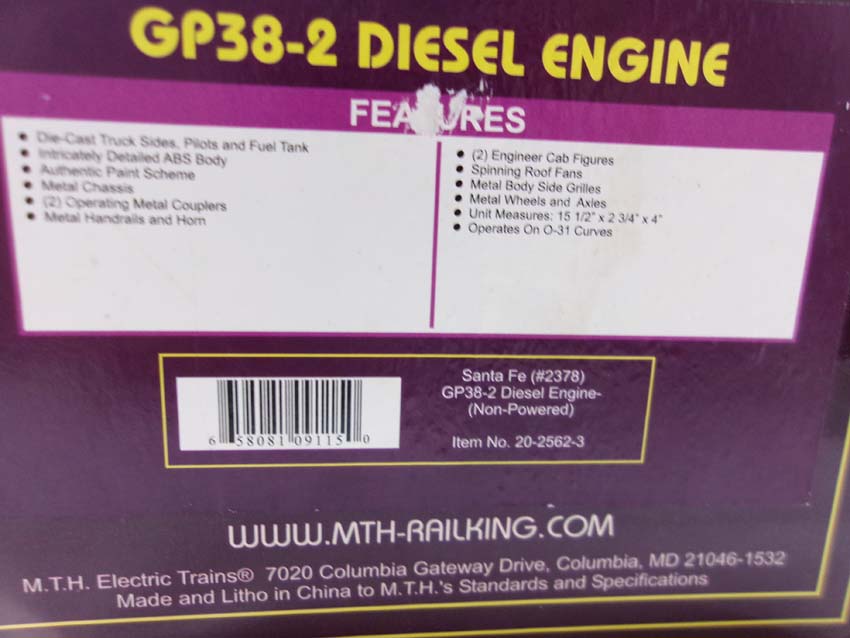 GP38-2 DIESEL ENGINE
FEATURES
Die-Cast Truck Sides, Pilots and Fuel Tank
Intricately Detailed ABS Body
Authentic Paint Scheme
Metal Chassis
(2) Operating Metal Couplers
Metal Handrails and Horn
(2) Engineer Cab Figures
Spinning Roof Fans
Metal Body Side Grilles
Metal Wheels and Axles
Unit Measures: 15 1/2" x 2 3/4" x 4"
Operates On O-31 Curves
6 58081 09115 0
Santa Fe (#2378)
GP38-2 Diesel Engine-
(Non-Powered)
Item No. 20-2562-3
WWW.MTH-RAILKING.COM
M.T.H. Electric Trains® 7020 Columbia Gateway Drive, Columbia, MD 21046-1532
Made and Litho in China to M.T.H.'s Standards and Specifications